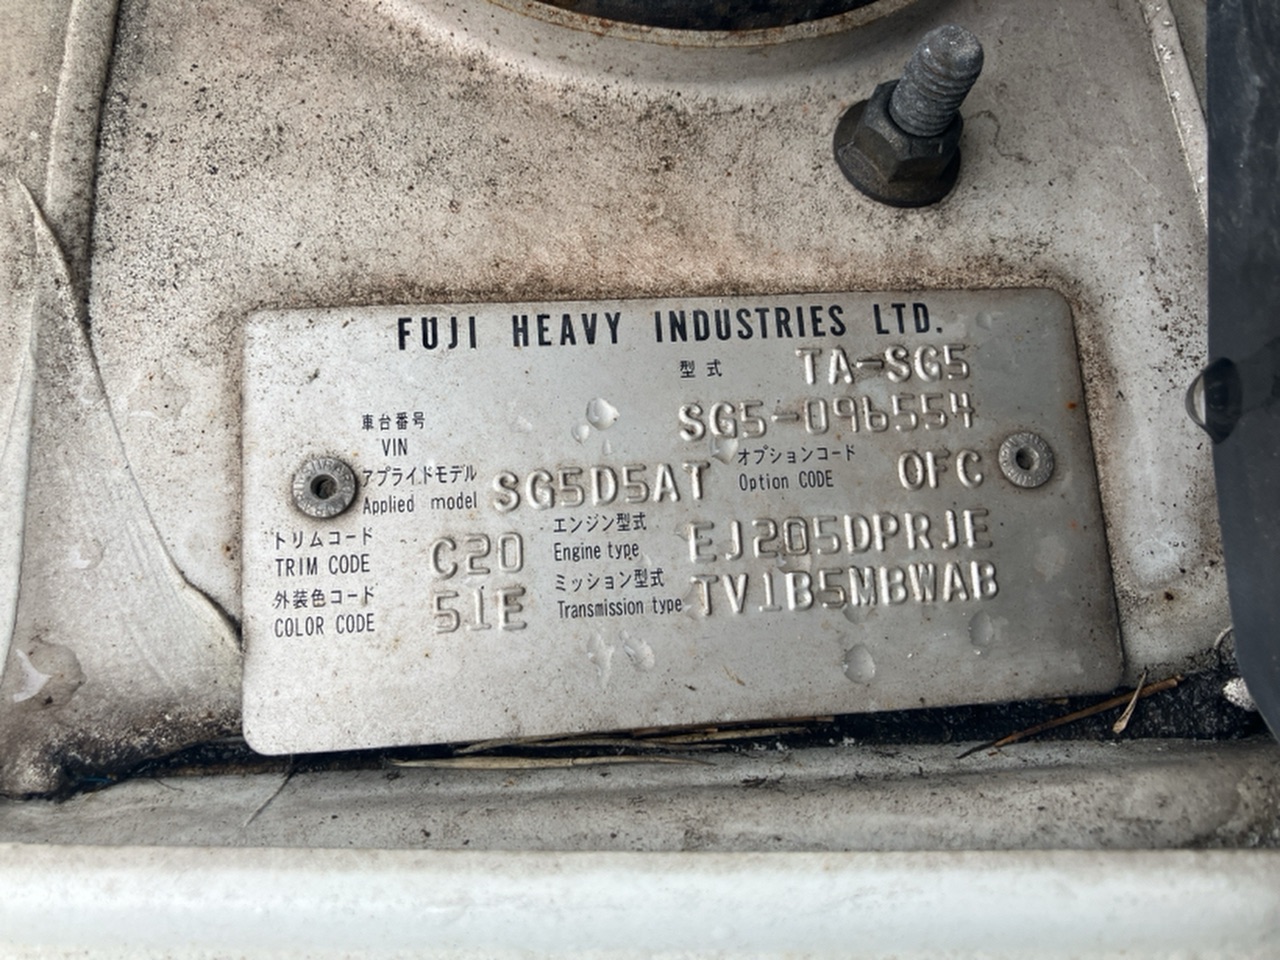 FUJI HEAVY INDUSTRIES LTD.
型式 TA-SG5
車台番号 VIN SG5-096554
アプライドモデル Applied model SG5D5AT オプションコード Option CODE OFC
トリムコード TRIM CODE C20 エンジン型式 Engine type EJ205DPRJE
外装色コード COLOR CODE 51E ミッション型式 Transmission type TV1B5MBWAB